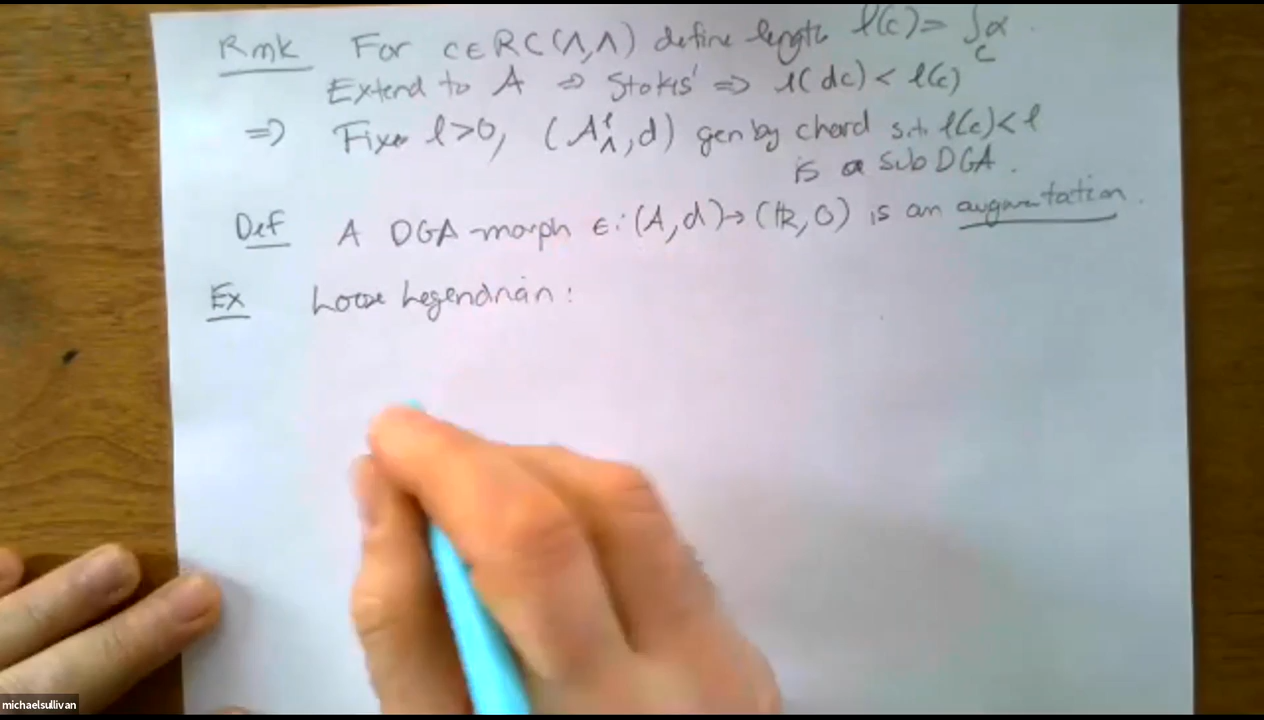 Rmk For c∈RC(Λ,Λ) define length l(c) = ∫_c α.
Extend to A ⇒ Stokes' ⇒ l(dc) < l(c)
⇒ Fix l>0, (A^l_Λ, d) gen by chord s.t. l(c)<l
is a sub DGA.
Def A DGA-morph ϵ: (A,d)→(k,0) is an augmentation.
Ex Loose Legendrian:
michaelsullivan